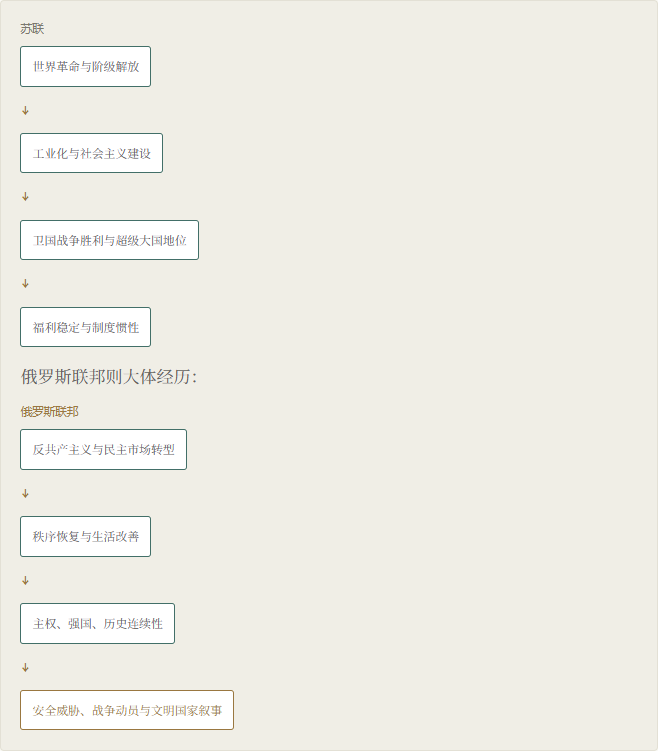 苏联
世界革命与阶级解放
↓
工业化与社会主义建设
↓
卫国战争胜利与超级大国地位
↓
福利稳定与制度惯性
俄罗斯联邦则大体经历：
俄罗斯联邦
反共产主义与民主市场转型
↓
秩序恢复与生活改善
↓
主权、强国、历史连续性
↓
安全威胁、战争动员与文明国家叙事